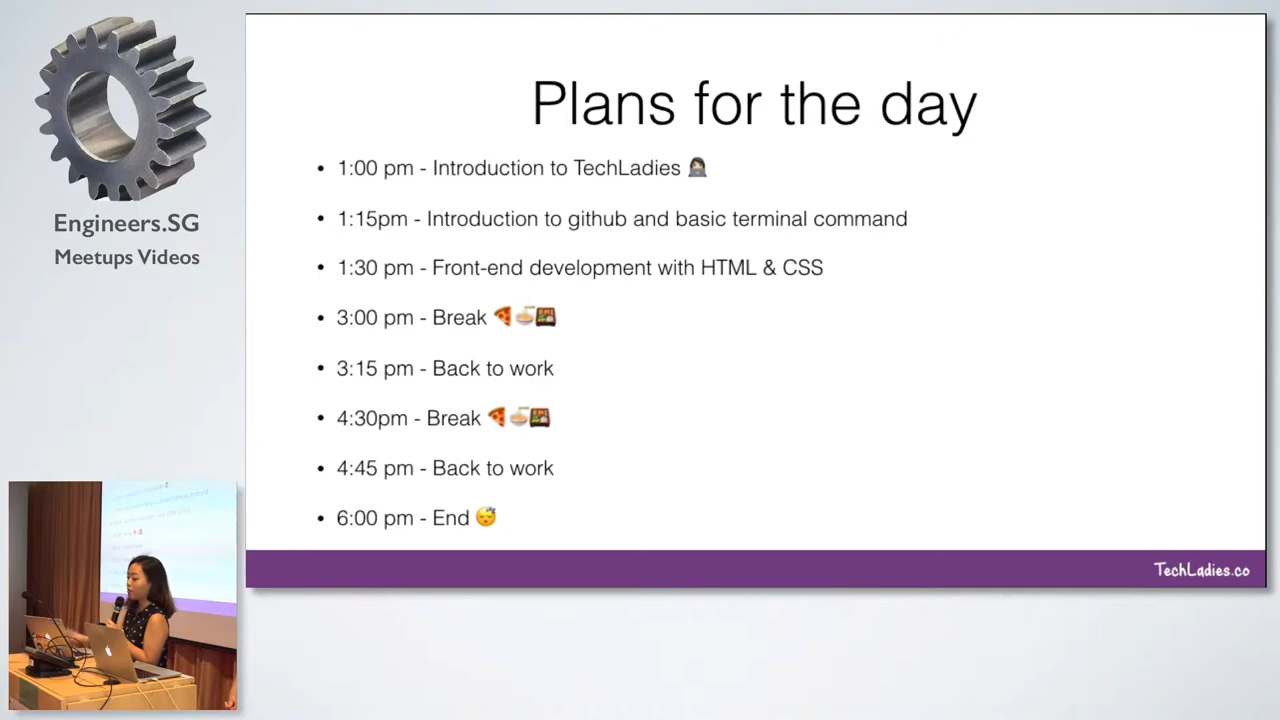 Engineers.SG
Meetups Videos
Plans for the day
• 1:00 pm - Introduction to TechLadies 👩🏻‍💻
• 1:15pm - Introduction to github and basic terminal command
• 1:30 pm - Front-end development with HTML & CSS
• 3:00 pm - Break 🍕🍜🍱
• 3:15 pm - Back to work
• 4:30pm - Break 🍕🍜🍱
• 4:45 pm - Back to work
• 6:00 pm - End 😴
TechLadies.co